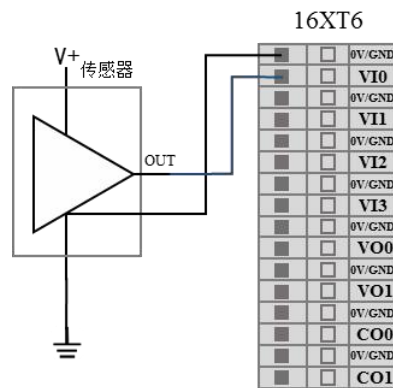 16XT6
V+
传感器
OUT
0V/GND
VI0
0V/GND
VI1
0V/GND
VI2
0V/GND
VI3
0V/GND
VO0
0V/GND
VO1
0V/GND
CO0
0V/GND
CO1